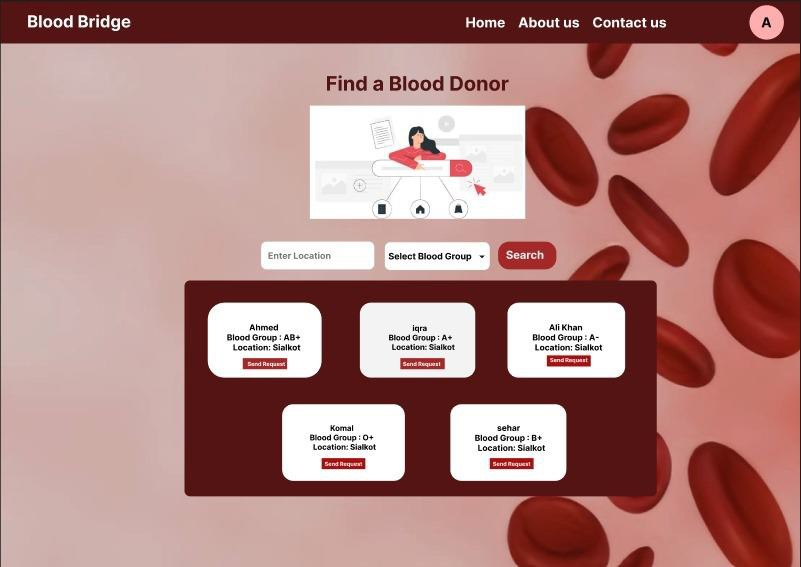 Blood Bridge
Home About us Contact us
A
Find a Blood Donor
Enter Location
Select Blood Group
Search
Ahmed
Blood Group : AB+
Location: Sialkot
Send Request
iqra
Blood Group : A+
Location: Sialkot
Send Request
Ali Khan
Blood Group : A-
Location: Sialkot
Send Request
Komal
Blood Group : O+
Location: Sialkot
Send Request
sehar
Blood Group : B+
Location: Sialkot
Send Request